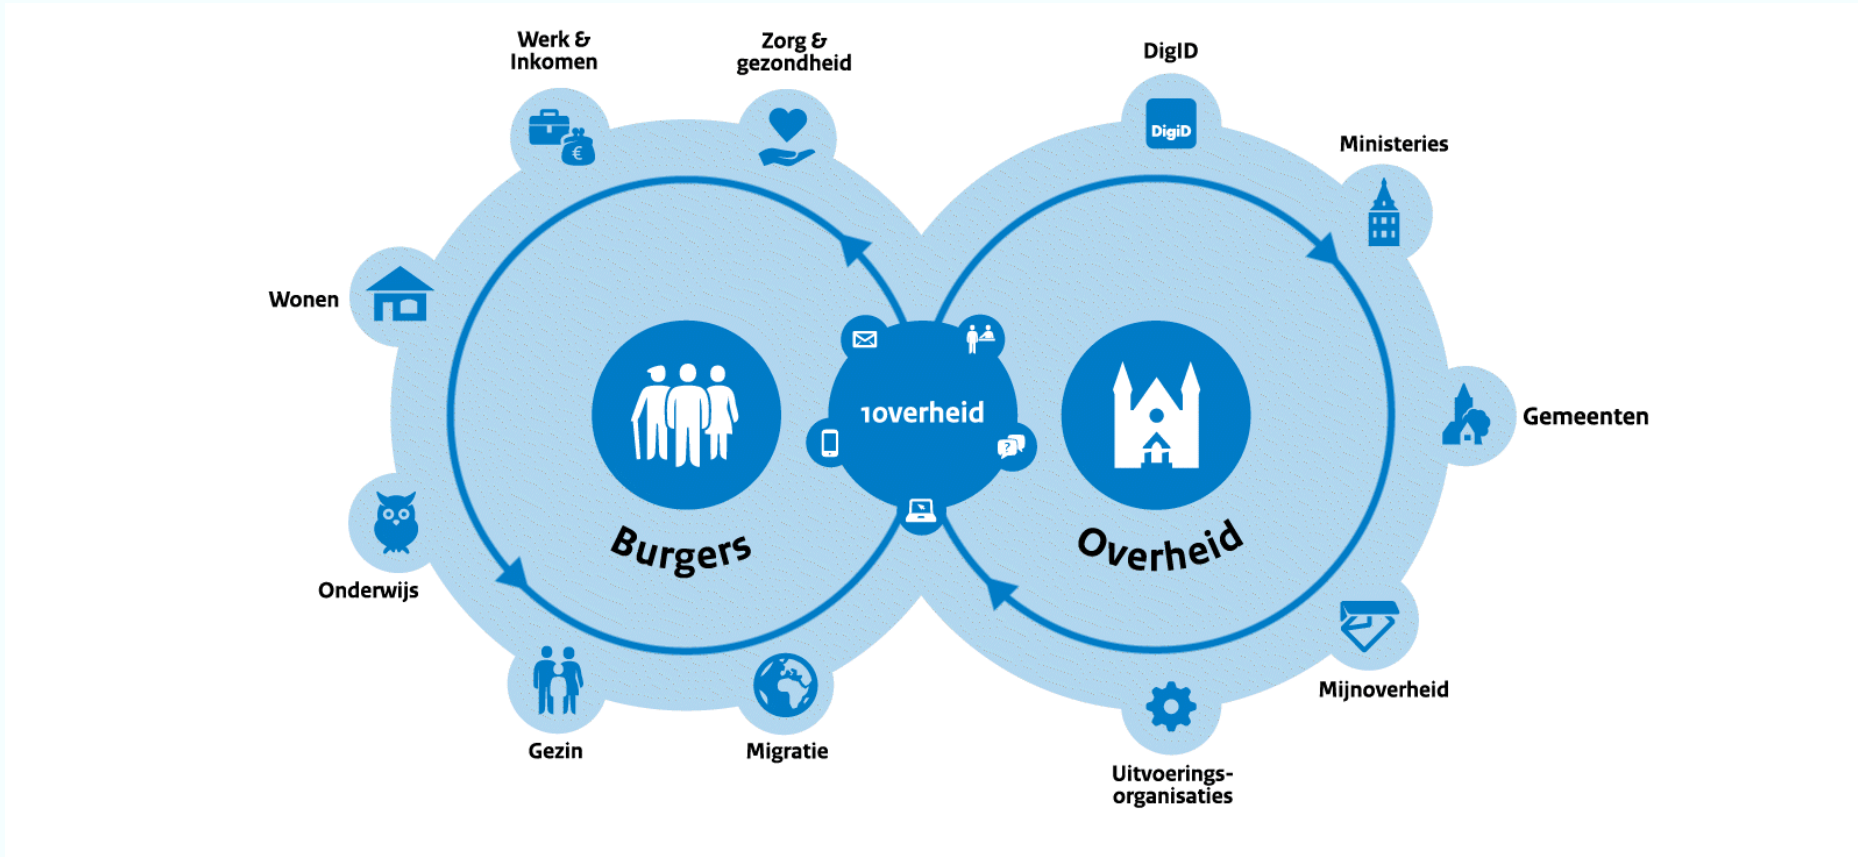 Werk &
Inkomen
Zorg &
gezondheid
DigID
DigiD
Ministeries
Wonen
€
1overheid
?
Gemeenten
Burgers
Overheid
Onderwijs
Mijnoverheid
Gezin
Migratie
Uitvoerings-
organisaties